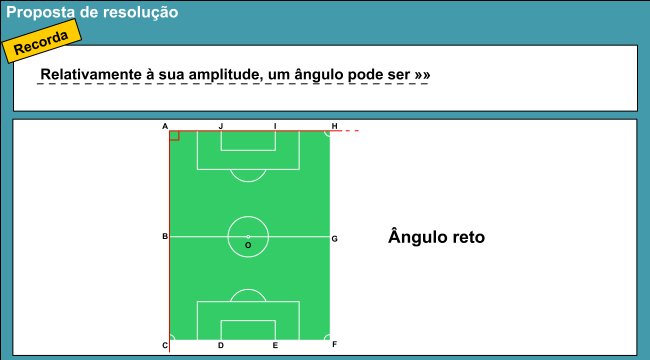 Proposta de resolução
Recorda
Relativamente à sua amplitude, um ângulo pode ser »»
A J I H
B O G
Ângulo reto
C D E F